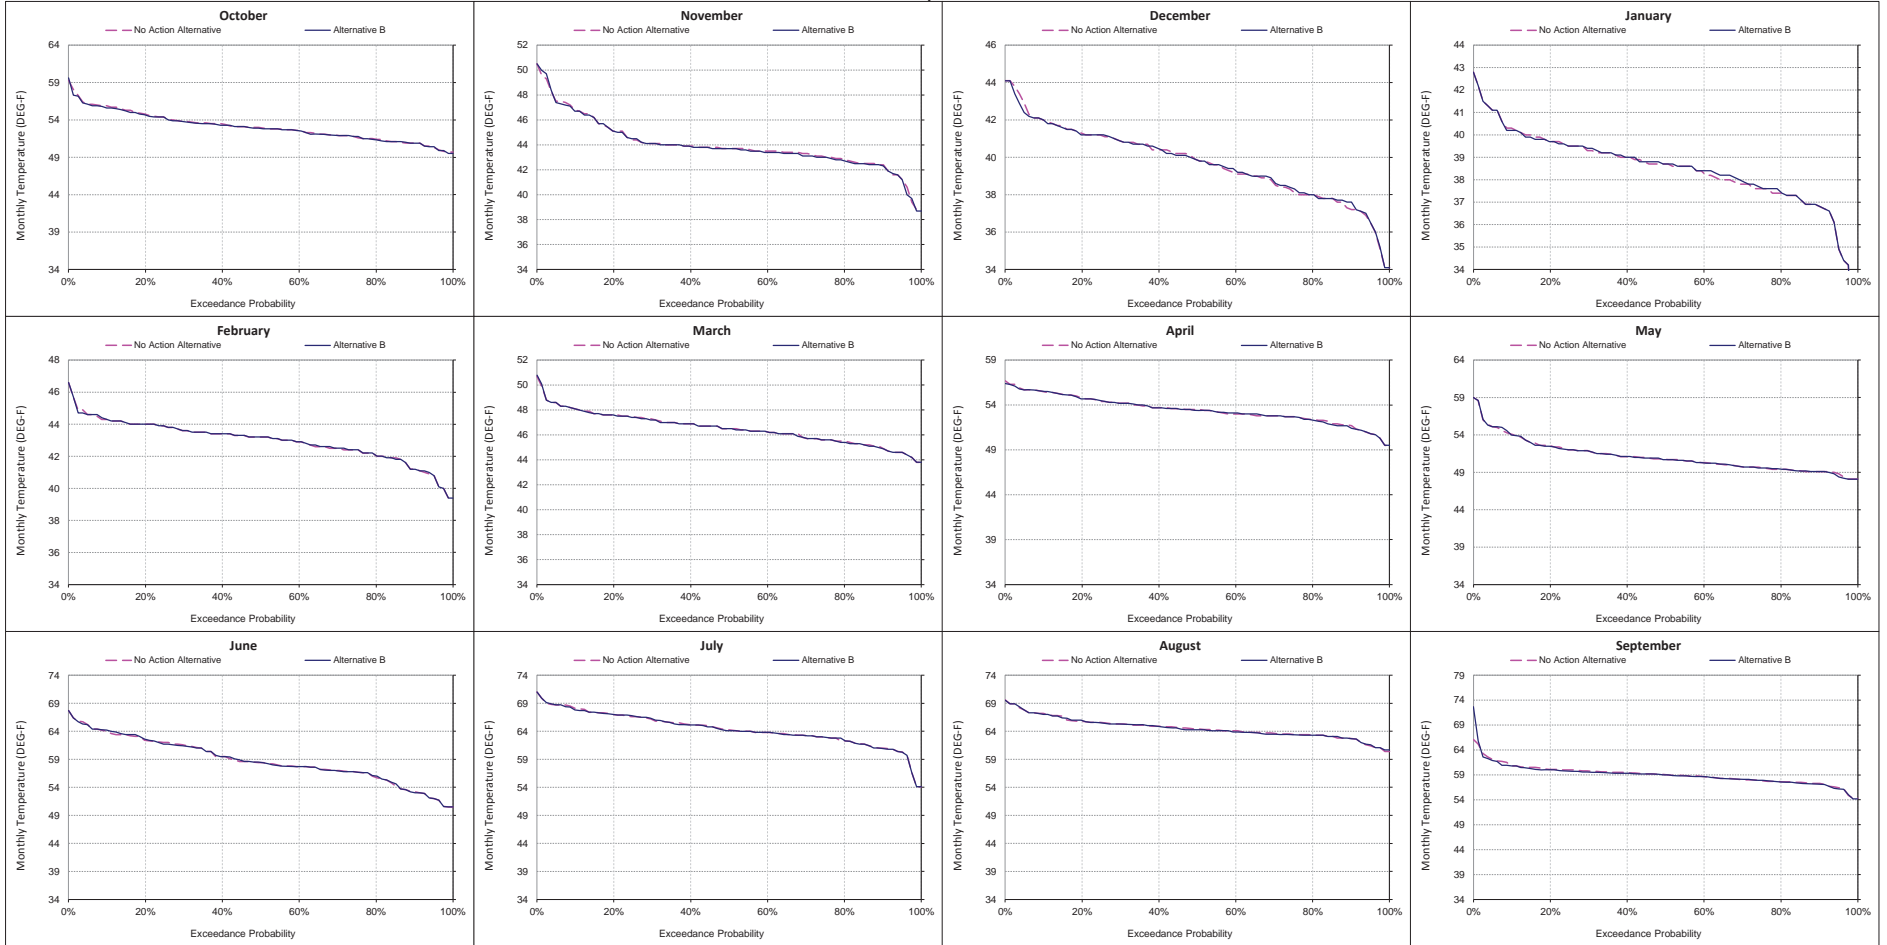 October
No Action Alternative Alternative B
Monthly Temperature (DEG-F)
64
59
54
49
44
39
34
0% 20% 40% 60% 80% 100%
Exceedance Probability
November
No Action Alternative Alternative B
Monthly Temperature (DEG-F)
52
50
48
46
44
42
40
38
36
34
0% 20% 40% 60% 80% 100%
Exceedance Probability
December
No Action Alternative Alternative B
Monthly Temperature (DEG-F)
46
44
42
40
38
36
34
0% 20% 40% 60% 80% 100%
Exceedance Probability
January
No Action Alternative Alternative B
Monthly Temperature (DEG-F)
44
43
42
41
40
39
38
37
36
35
34
0% 20% 40% 60% 80% 100%
Exceedance Probability
February
No Action Alternative Alternative B
Monthly Temperature (DEG-F)
48
46
44
42
40
38
36
34
0% 20% 40% 60% 80% 100%
Exceedance Probability
March
No Action Alternative Alternative B
Monthly Temperature (DEG-F)
52
50
48
46
44
42
40
38
36
34
0% 20% 40% 60% 80% 100%
Exceedance Probability
April
No Action Alternative Alternative B
Monthly Temperature (DEG-F)
59
54
49
44
39
34
0% 20% 40% 60% 80% 100%
Exceedance Probability
May
No Action Alternative Alternative B
Monthly Temperature (DEG-F)
64
59
54
49
44
39
34
0% 20% 40% 60% 80% 100%
Exceedance Probability
June
No Action Alternative Alternative B
Monthly Temperature (DEG-F)
74
69
64
59
54
49
44
39
34
0% 20% 40% 60% 80% 100%
Exceedance Probability
July
No Action Alternative Alternative B
Monthly Temperature (DEG-F)
74
69
64
59
54
49
44
39
34
0% 20% 40% 60% 80% 100%
Exceedance Probability
August
No Action Alternative Alternative B
Monthly Temperature (DEG-F)
74
69
64
59
54
49
44
39
34
0% 20% 40% 60% 80% 100%
Exceedance Probability
September
No Action Alternative Alternative B
Monthly Temperature (DEG-F)
79
74
69
64
59
54
49
44
39
34
0% 20% 40% 60% 80% 100%
Exceedance Probability